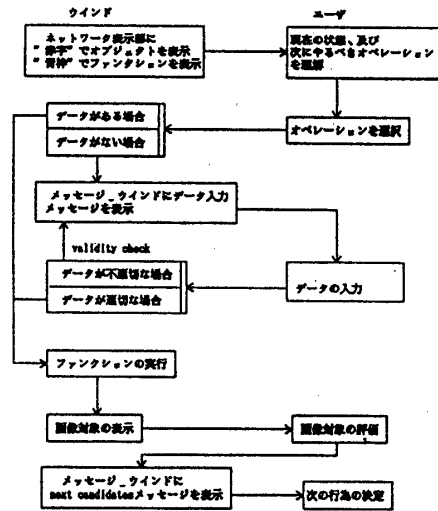 ウインド
ユーザ
ネットワーク表示部に
"赤字"でオブジェクトを表示
"青枠"でファンクションを表示
現在の状態、及び
次にやるべきオペレーション
を理解
データがある場合
データがない場合
オペレーションを選択
メッセージ_ウインドにデータ入力
メッセージを表示
validity check
データが不適切な場合
データが適切な場合
データの入力
ファンクションの実行
画像対象の表示
画像対象の評価
メッセージ_ウインドに
next candidatesメッセージを表示
次の行為の決定